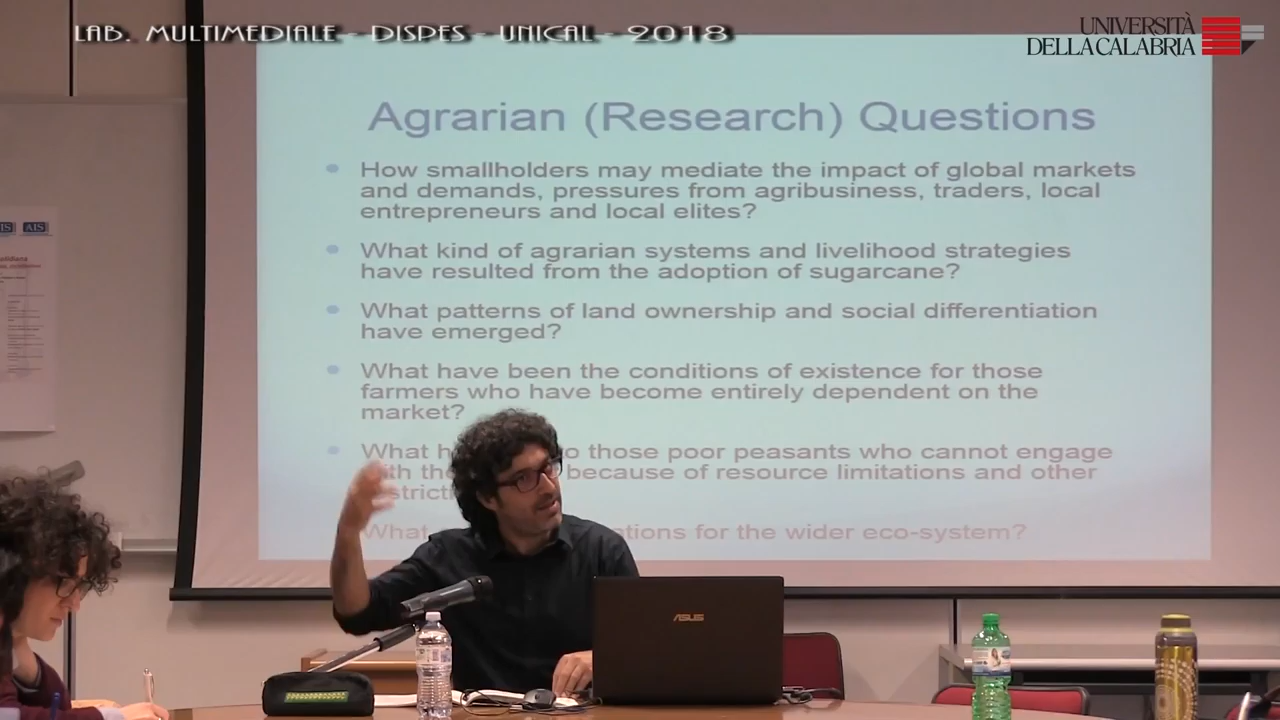 LAB. MULTIMEDIALE - DISPES - UNICAL - 2018
UNIVERSITÀ
DELLA CALABRIA
Agrarian (Research) Questions
How smallholders may mediate the impact of global markets
and demands, pressures from agribusiness, traders, local
entrepreneurs and local elites?
What kind of agrarian systems and livelihood strategies
have resulted from the adoption of sugarcane?
What patterns of land ownership and social differentiation
have emerged?
What have been the conditions of existence for those
farmers who have become entirely dependent on the
market?
What those poor peasants who cannot engage
because of resource limitations and other
What for the wider eco-system?
AIS
ASUS